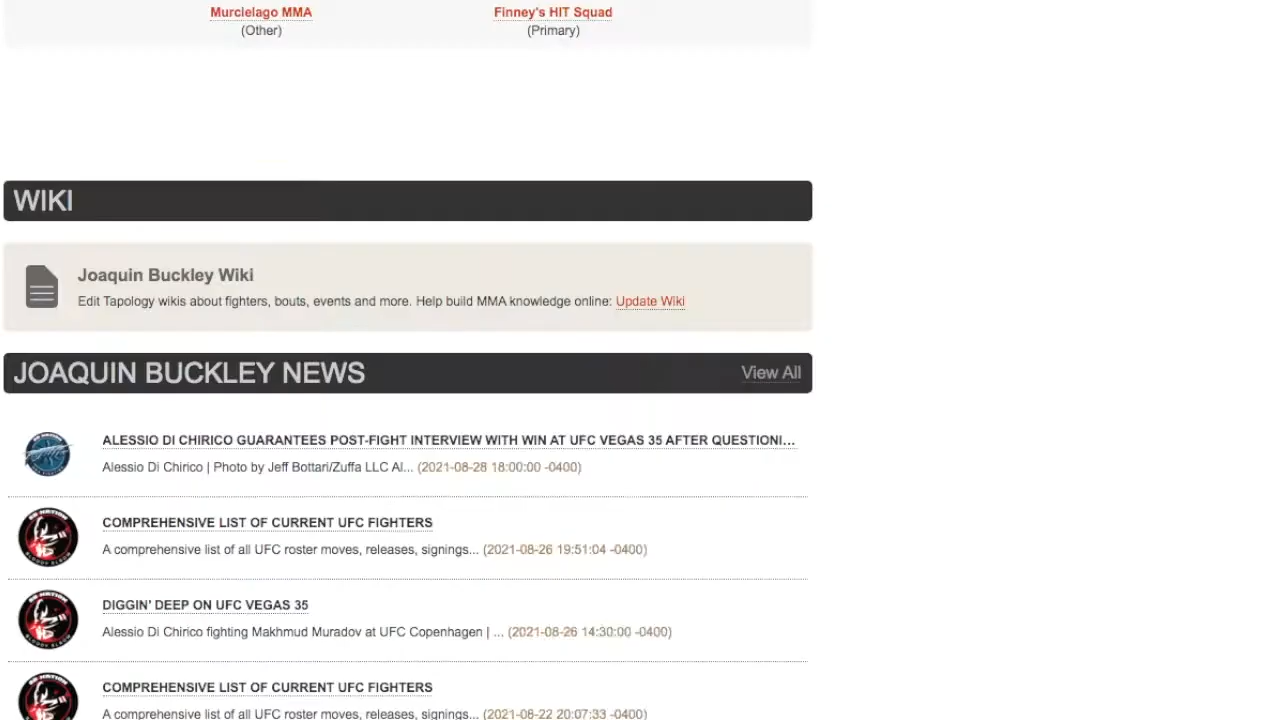 Murcielago MMA
(Other)
Finney's HIT Squad
(Primary)
WIKI
Joaquin Buckley Wiki
Edit Tapology wikis about fighters, bouts, events and more. Help build MMA knowledge online: Update Wiki
JOAQUIN BUCKLEY NEWS
View All
ALESSIO DI CHIRICO GUARANTEES POST-FIGHT INTERVIEW WITH WIN AT UFC VEGAS 35 AFTER QUESTIONI...
Alessio Di Chirico | Photo by Jeff Bottari/Zuffa LLC Al... (2021-08-28 18:00:00 -0400)
COMPREHENSIVE LIST OF CURRENT UFC FIGHTERS
A comprehensive list of all UFC roster moves, releases, signings... (2021-08-26 19:51:04 -0400)
DIGGIN' DEEP ON UFC VEGAS 35
Alessio Di Chirico fighting Makhmud Muradov at UFC Copenhagen | ... (2021-08-26 14:30:00 -0400)
COMPREHENSIVE LIST OF CURRENT UFC FIGHTERS
A comprehensive list of all UFC roster moves, releases, signings... (2021-08-22 20:07:33 -0400)